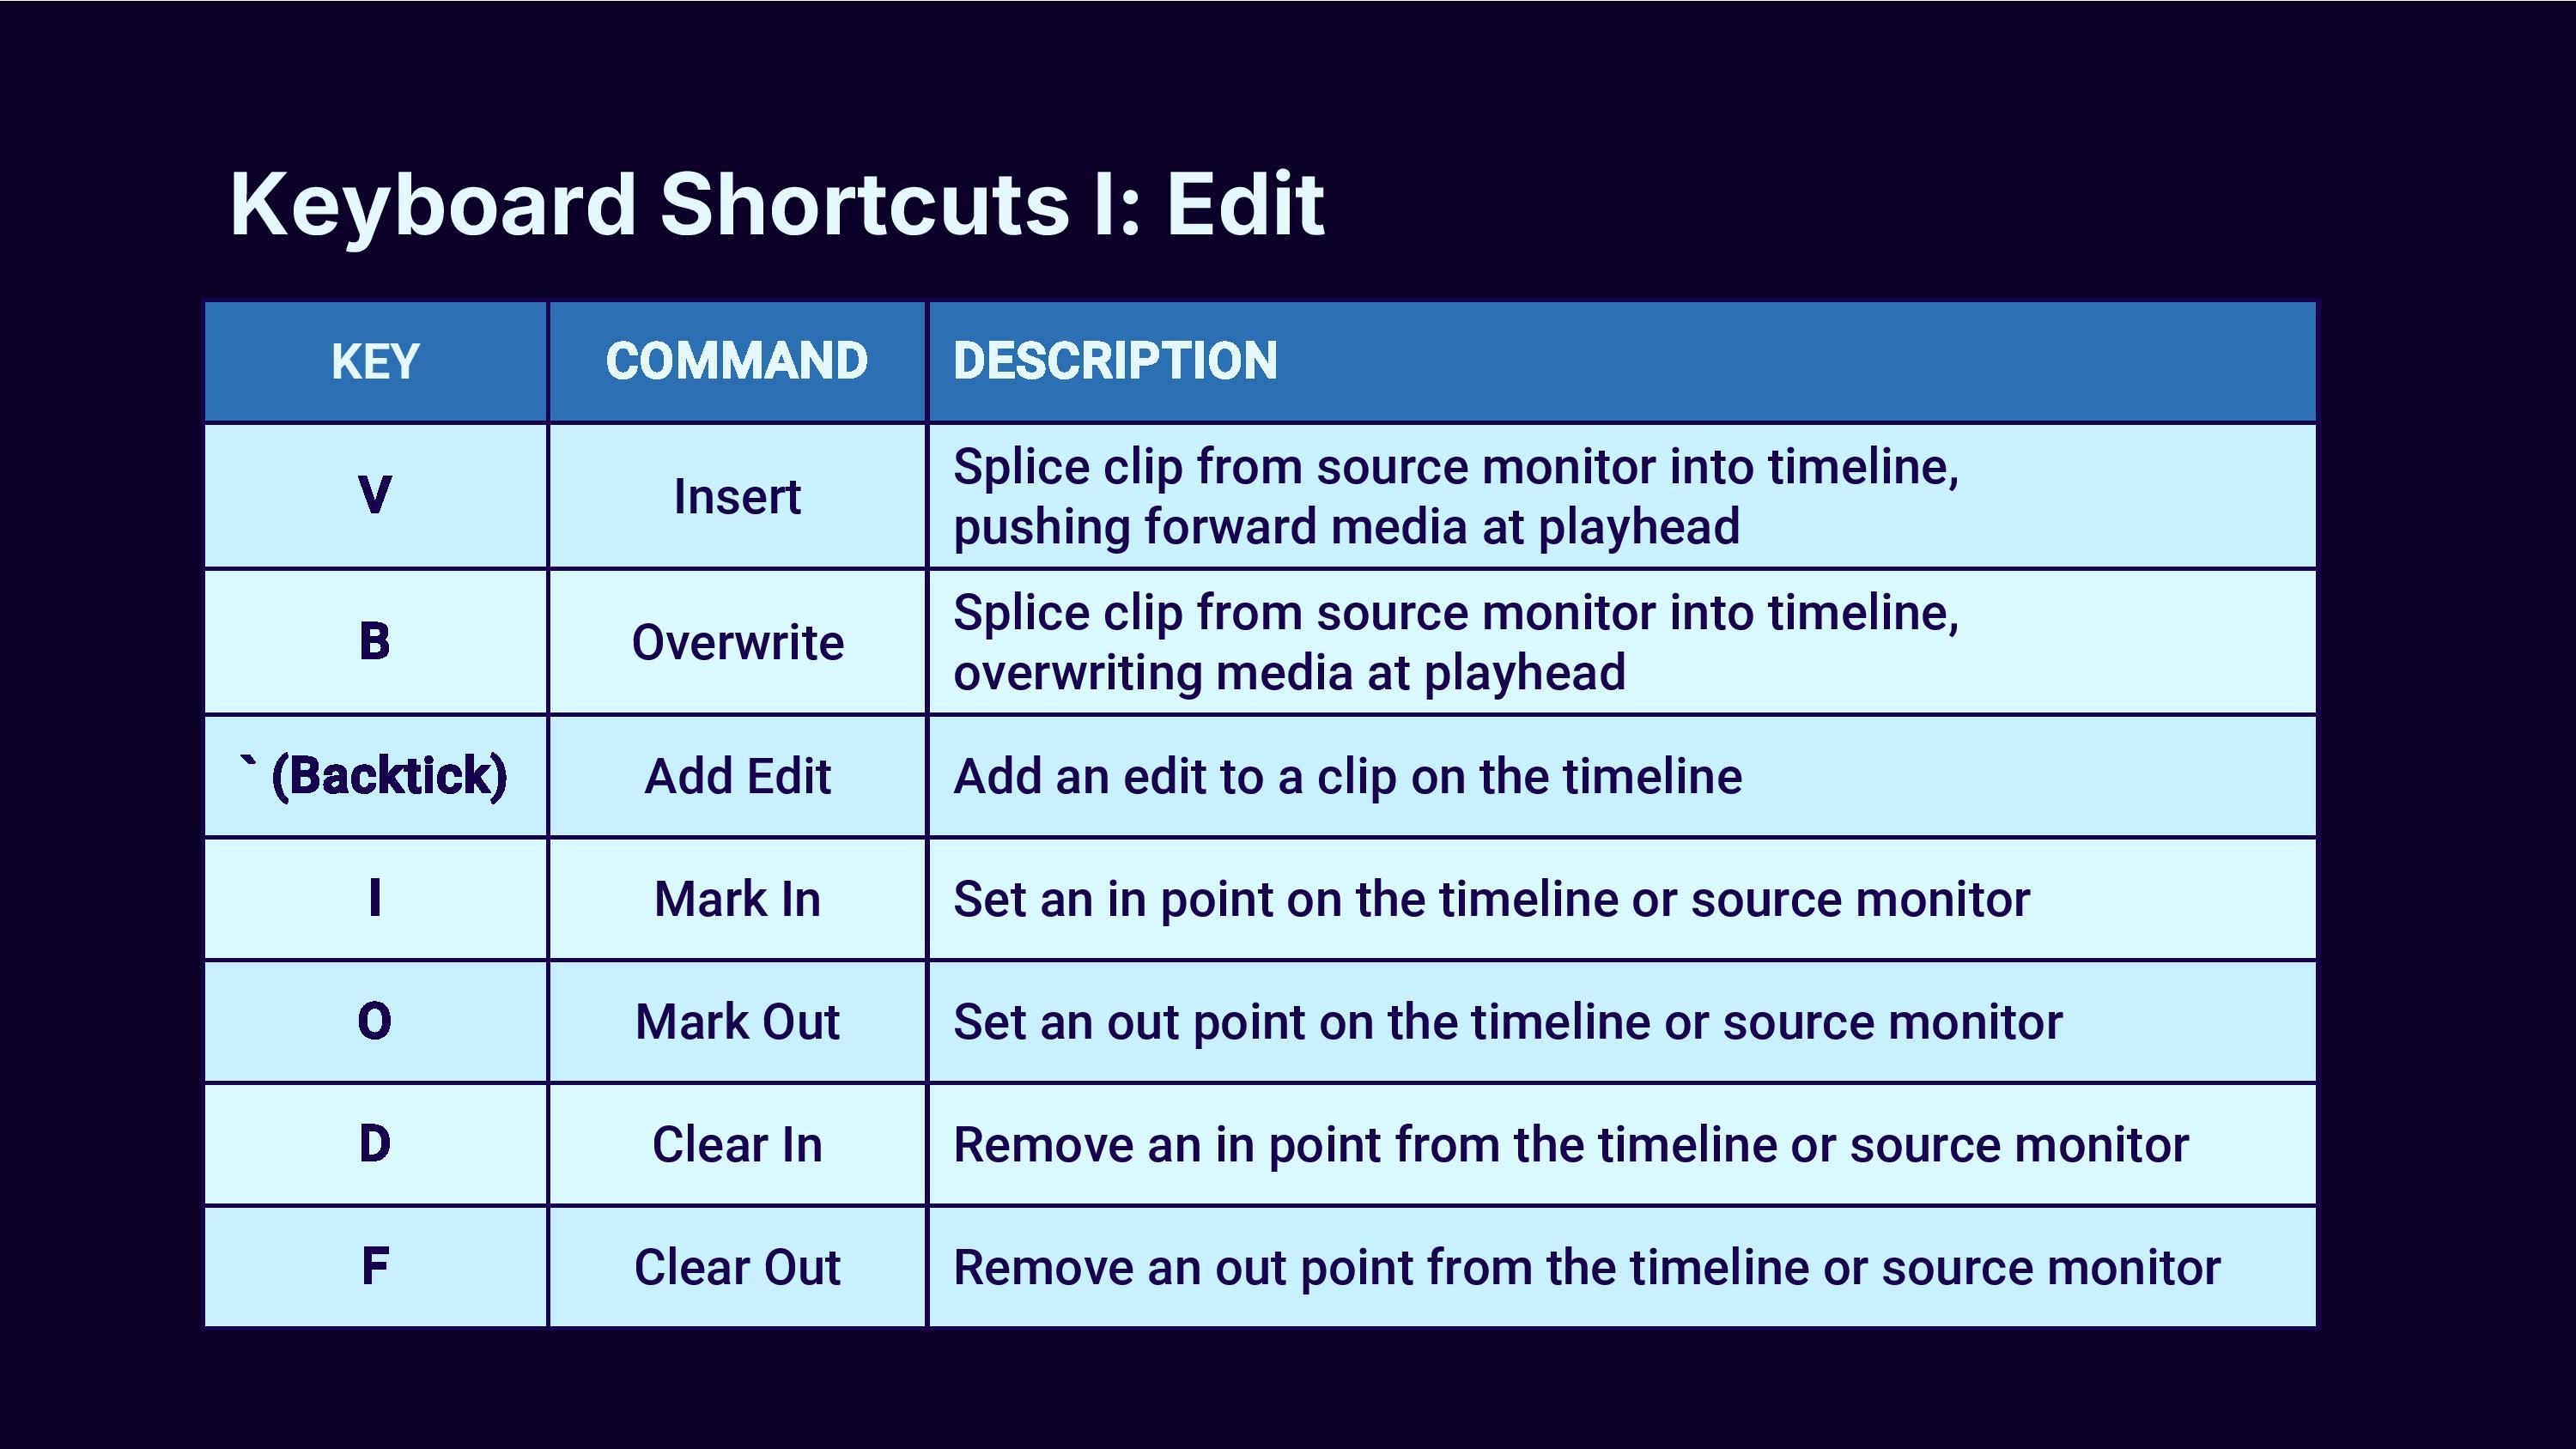 Keyboard Shortcuts I: Edit
KEY COMMAND DESCRIPTION
V Insert Splice clip from source monitor into timeline,
pushing forward media at playhead
B Overwrite Splice clip from source monitor into timeline,
overwriting media at playhead
` (Backtick) Add Edit Add an edit to a clip on the timeline
I Mark In Set an in point on the timeline or source monitor
O Mark Out Set an out point on the timeline or source monitor
D Clear In Remove an in point from the timeline or source monitor
F Clear Out Remove an out point from the timeline or source monitor